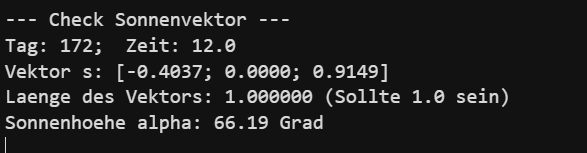 --- Check Sonnenvektor ---
Tag: 172;  Zeit: 12.0
Vektor s: [-0.4037; 0.0000; 0.9149]
Laenge des Vektors: 1.000000 (Sollte 1.0 sein)
Sonnenhoehe alpha: 66.19 Grad